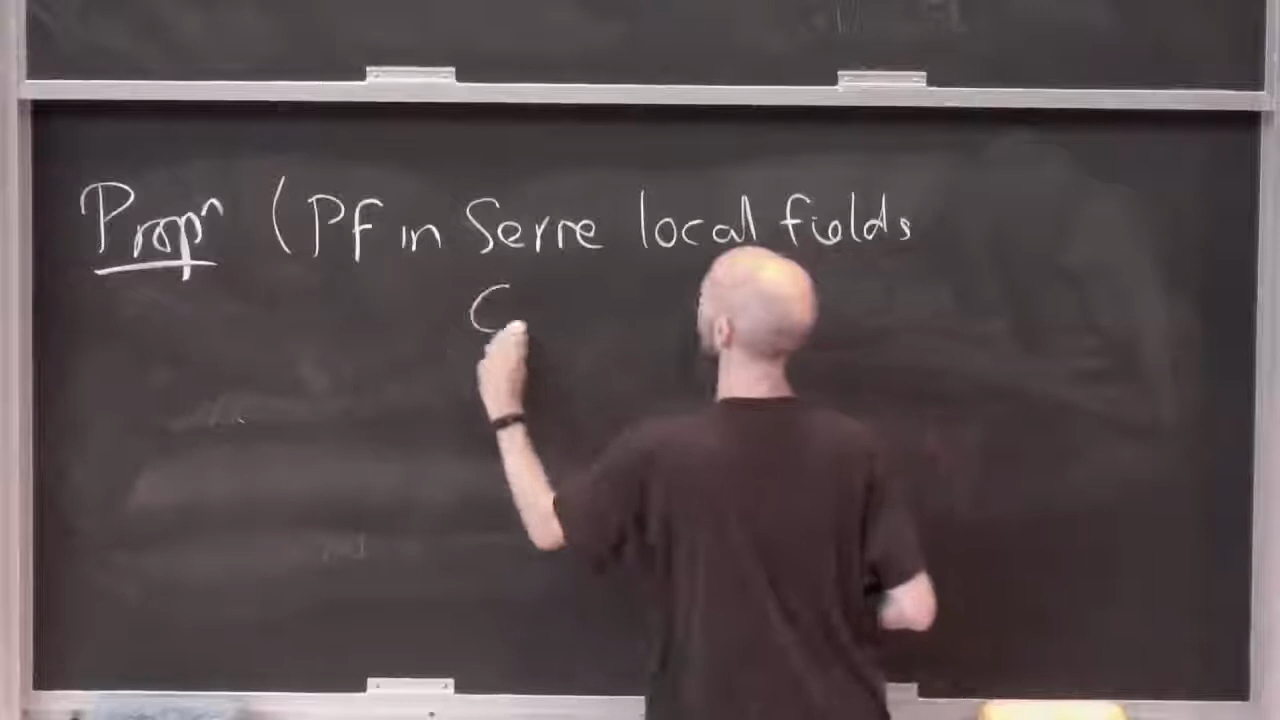 Propⁿ (Pf in Serre local fields
C